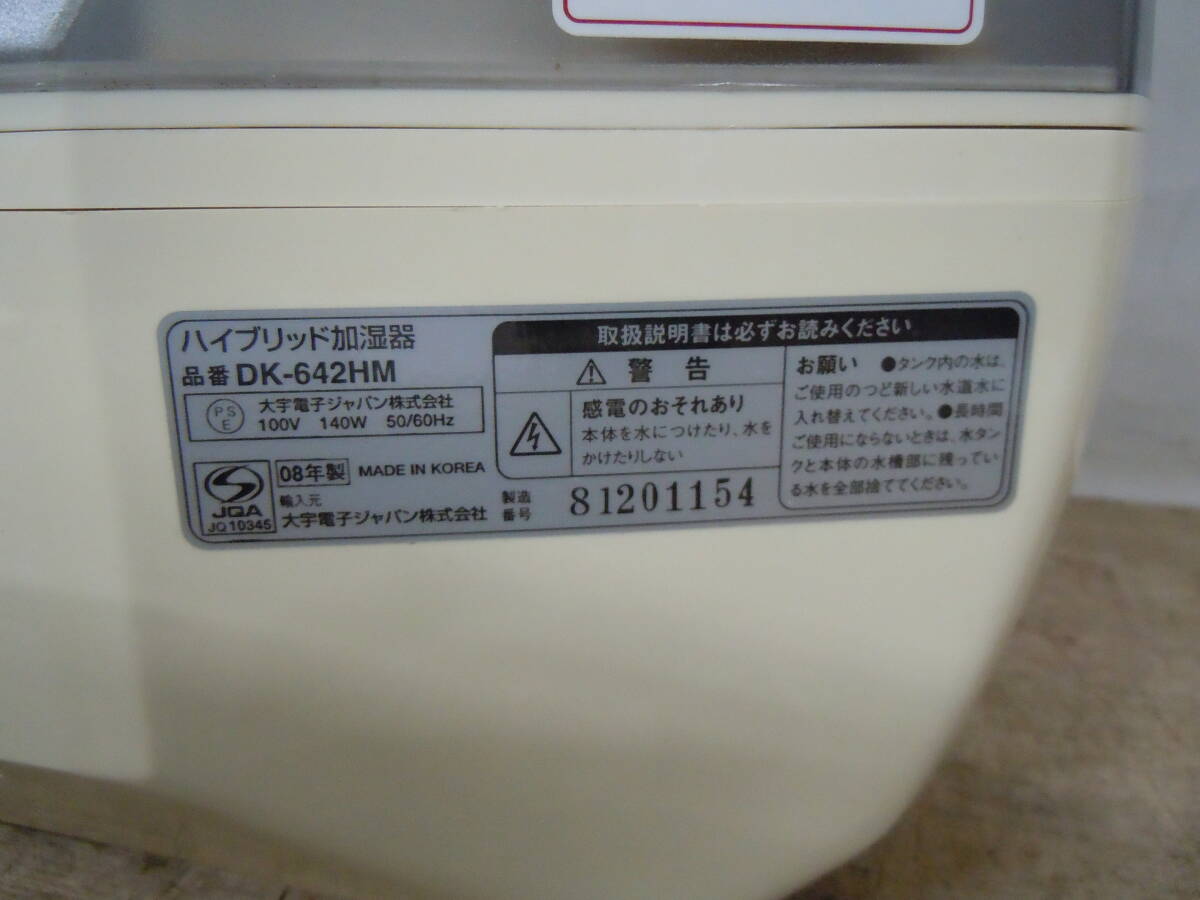 ハイブリッド加湿器
品番 DK-642HM
PS
E
大宇電子ジャパン株式会社
100V 140W 50/60Hz
JQA
JQ 10345
08年製 MADE IN KOREA
輸入元
大宇電子ジャパン株式会社
製造
番号
81201154
取扱説明書は必ずお読みください
警告
感電のおそれあり
本体を水につけたり、水を
かけたりしない
お願い ●タンク内の水は、
ご使用のつど新しい水道水に
入れ替えてください。●長時間
ご使用にならないときは、水タン
クと本体の水槽部に残ってい
る水を全部捨ててください。